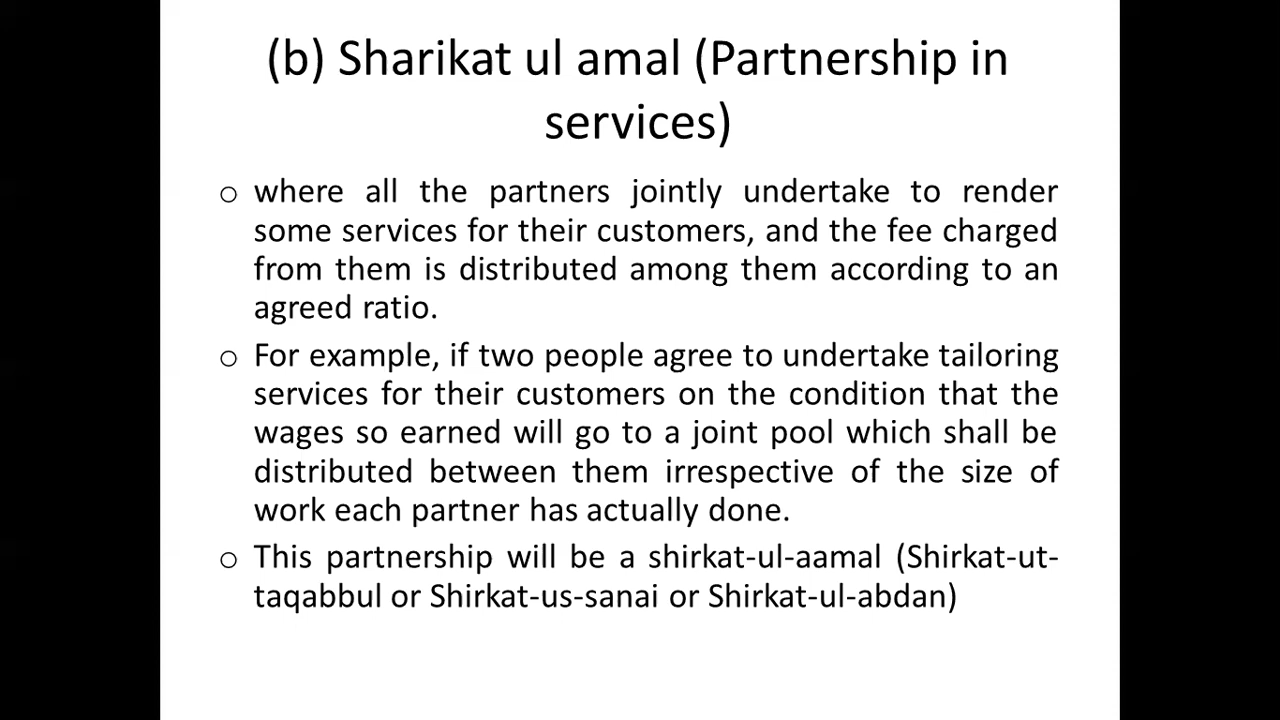 (b) Sharikat ul amal (Partnership in
services)
o where all the partners jointly undertake to render
some services for their customers, and the fee charged
from them is distributed among them according to an
agreed ratio.
o For example, if two people agree to undertake tailoring
services for their customers on the condition that the
wages so earned will go to a joint pool which shall be
distributed between them irrespective of the size of
work each partner has actually done.
o This partnership will be a shirkat-ul-aamal (Shirkat-ut-
taqabbul or Shirkat-us-sanai or Shirkat-ul-abdan)